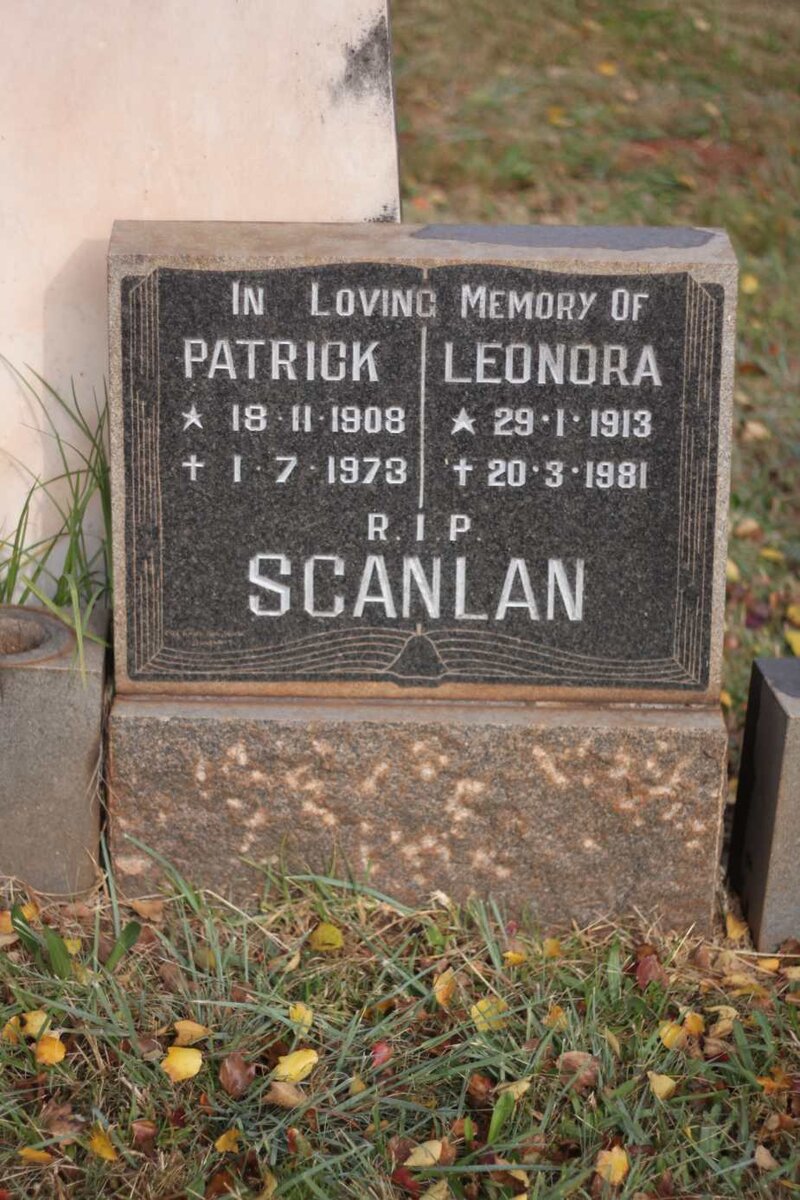 IN LOVING MEMORY OF
PATRICK LEONORA
★ 18·11·1908 ★ 29·1·1913
✝ 1·7·1973 ✝ 20·3·1981
R.I.P.
SCANLAN